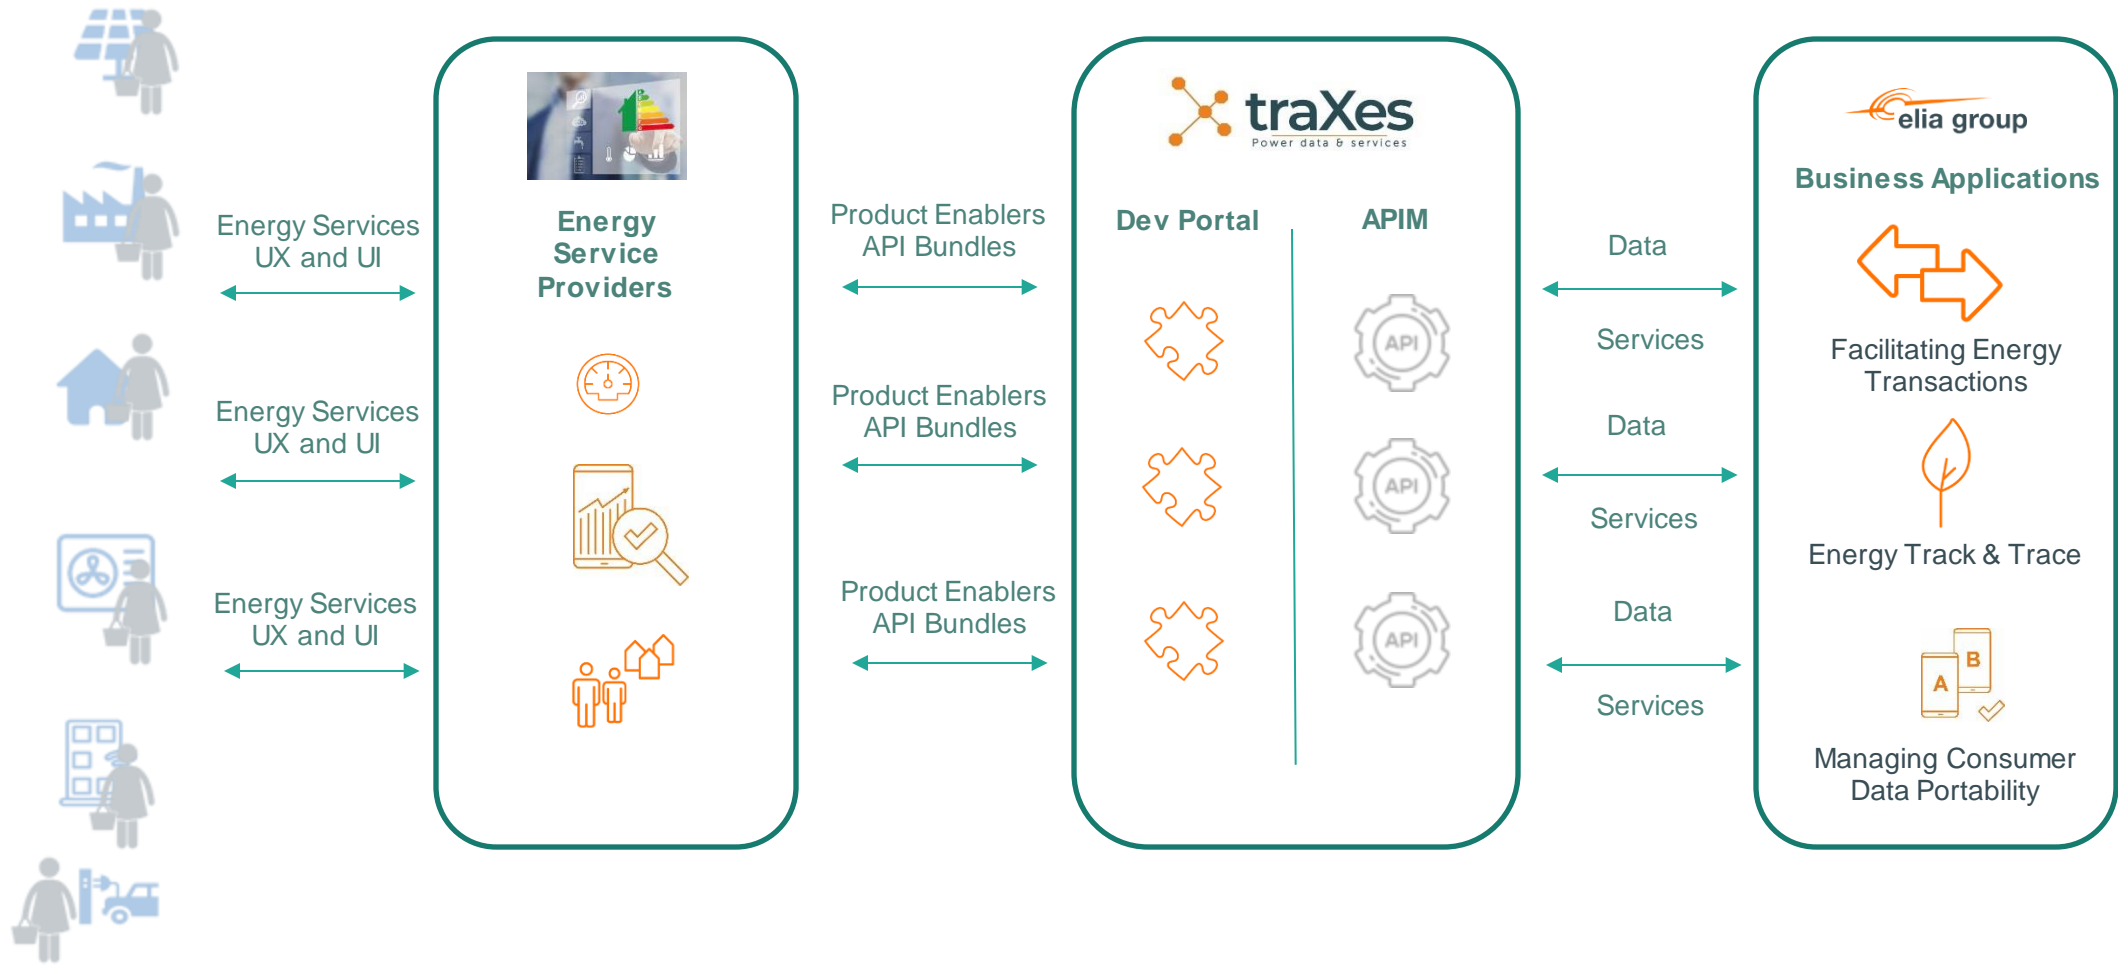 Energy Services
UX and UI
Energy Services
UX and UI
Energy Services
UX and UI
Energy
Service
Providers
Product Enablers
API Bundles
Product Enablers
API Bundles
Product Enablers
API Bundles
traXes
Power data & services
Dev Portal
APIM
API
API
API
Data
Services
Data
Services
Data
Services
elia group
Business Applications
Facilitating Energy
Transactions
Energy Track & Trace
B
A
Managing Consumer
Data Portability